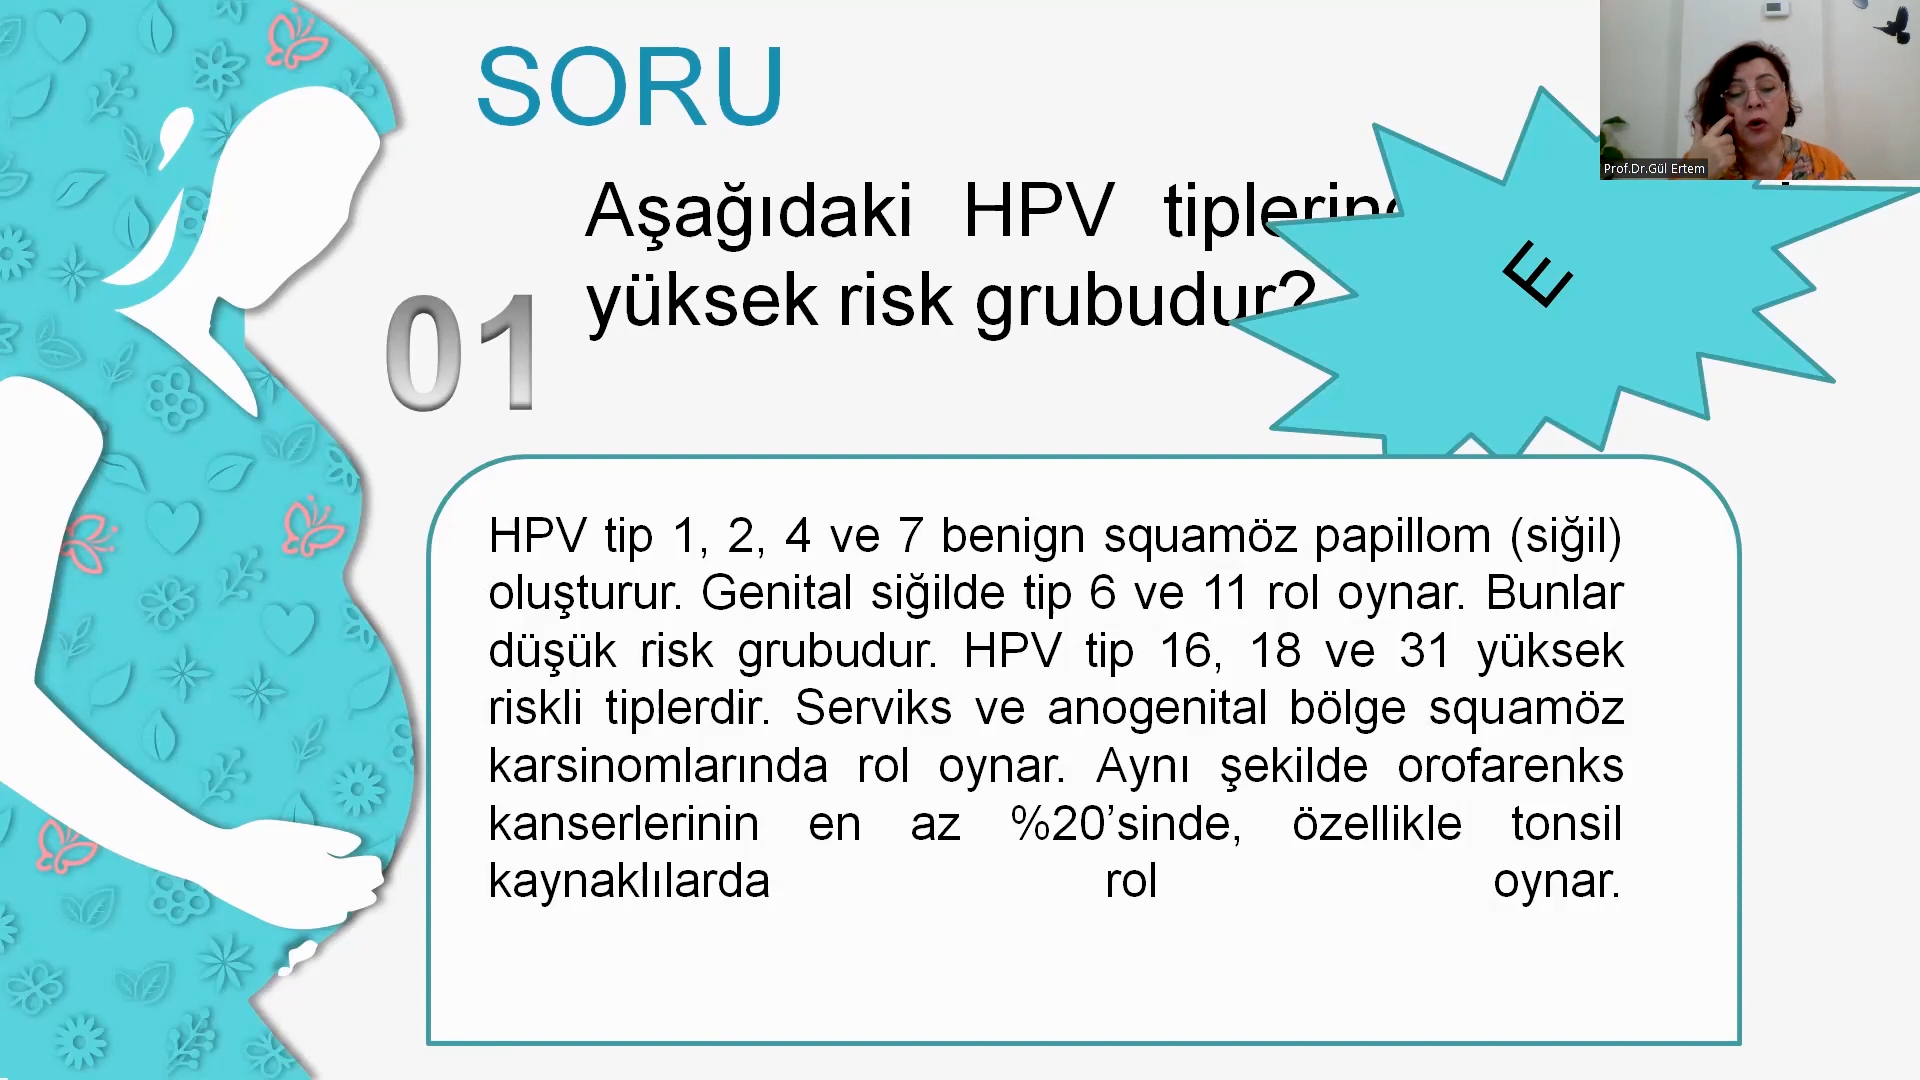 SORU
Aşağıdaki HPV
yüksek risk grubudur?
01
E
Prof.Dr.Gül Ertem
HPV tip 1, 2, 4 ve 7 benign squamöz papillom (siğil)
oluşturur. Genital siğilde tip 6 ve 11 rol oynar. Bunlar
düşük risk grubudur. HPV tip 16, 18 ve 31 yüksek
riskli tiplerdir. Serviks ve anogenital bölge squamöz
karsinomlarında rol oynar. Aynı şekilde orofarenks
kanserlerinin en az %20’sinde, özellikle tonsil
kaynaklılarda rol oynar.